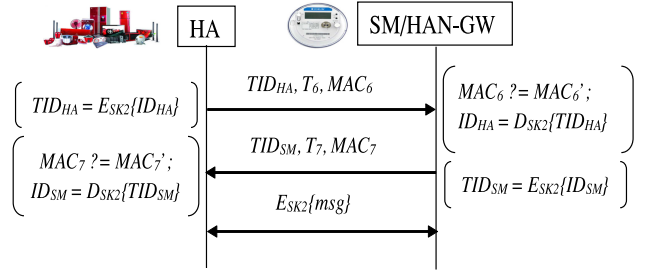 HA
SM/HAN-GW
TID_HA = E_SK2{ID_HA}
TID_HA, T_6, MAC_6
MAC_6 ?= MAC_6';
ID_HA = D_SK2{TID_HA}
MAC_7 ?= MAC_7';
ID_SM = D_SK2{TID_SM}
TID_SM, T_7, MAC_7
TID_SM = E_SK2{ID_SM}
E_SK2{msg}